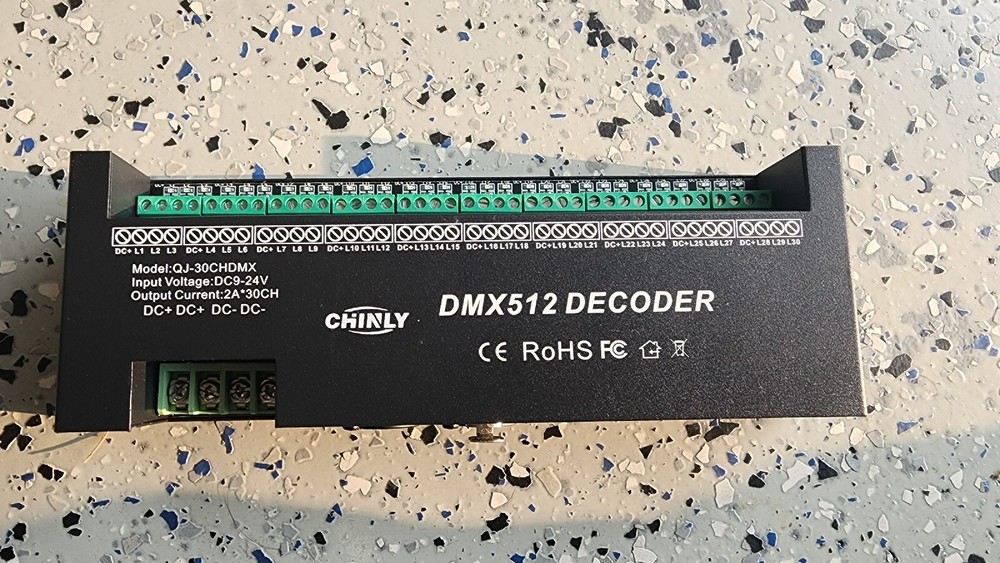 DC+ L1 L2 L3 DC+ L4 L5 L6 DC+ L7 L8 L9 DC+ L10 L11 L12 DC+ L13 L14 L15 DC+ L16 L17 L18 DC+ L19 L20 L21 DC+ L22 L23 L24 DC+ L25 L26 L27 DC+ L28 L29 L30
Model:QJ-30CHDMX
Input Voltage:DC9-24V
Output Current:2A*30CH
DC+ DC+ DC- DC-
CHINLY
DMX512 DECODER
CE RoHS FC